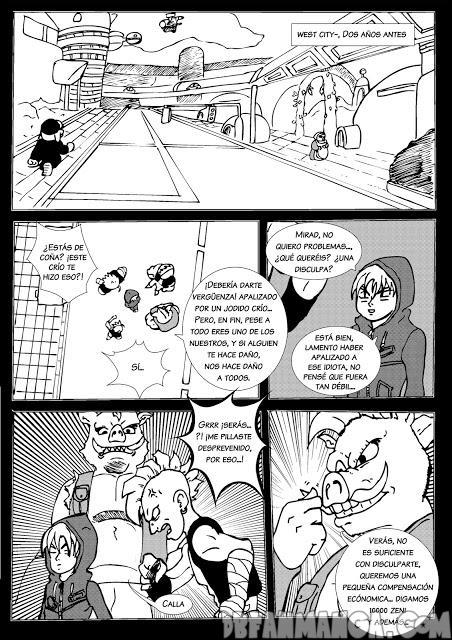 WEST CITY-, DOS AÑOS ANTES
¿ESTÁS DE
COÑA? ¡ESTE
CRÍO TE
HIZO ESO!?
SÍ..
¡DEBERÍA DARTE
VERGÜENZA! APALIZADO
POR UN JODIDO CRÍO...
PERO, EN FIN, PESE A
TODO ERES UNO DE LOS
NUESTROS, Y SI ALGUIEN
TE HACE DAÑO,
NOS HACE DAÑO
A TODOS.
MIRAD, NO
QUIERO PROBLEMAS...,
¿QUÉ QUERÉIS? ¿UNA
DISCULPA?
ESTÁ BIEN,
LAMENTO HABER
APALIZADO A
ESE IDIOTA, NO
PENSÉ QUE FUERA
TAN DÉBIL...
GRRR ¡SERÁS...
?! ¡ME PILLASTE
DESPREVENIDO,
POR ESO...!
CALLA
VERÁS, NO ES
SUFICIENTE
CON DISCULPARTE,
QUEREMOS UNA
PEQUEÑA COMPENSACIÓN
ECONÓMICA... DIGAMOS
10000 ZENI
Y ADEMÁS..
DBFANMANGA.COM